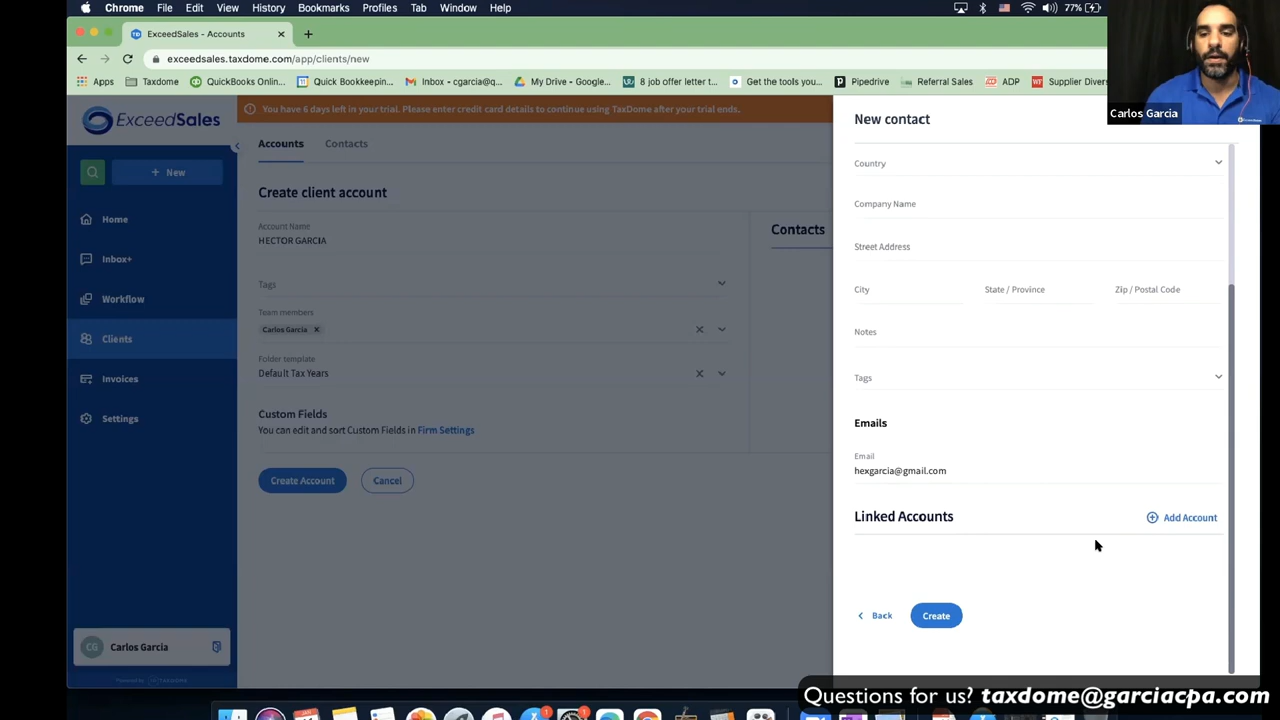 Chrome File Edit View History Bookmarks Profiles Tab Window Help 77%
ExceedSales - Accounts
exceedsales.taxdome.com/app/clients/new
Apps Taxdome QuickBooks Onlin... Quick Bookkeepin... Inbox - cgarcia@q... My Drive - Google... 8 job offer letter t... Get the tools you... Pipedrive Referral Sales ADP Supplier Diver
Carlos Garcia
ExceedSales
You have 6 days left in your trial. Please enter credit card details to continue using TaxDome after your trial ends.
New
Home
Inbox+
Workflow
Clients
Invoices
Settings
CG Carlos Garcia
Powered by TAXDOME
Accounts Contacts
Create client account
Account Name
HECTOR GARCIA
Tags
Team members
Carlos Garcia
Folder template
Default Tax Years
Custom Fields
You can edit and sort Custom Fields in Firm Settings
Create Account Cancel
Contacts
New contact
Country
Company Name
Street Address
City State / Province Zip / Postal Code
Notes
Tags
Emails
Email
hexgarcia@gmail.com
Linked Accounts Add Account
Back Create
Questions for us? taxdome@garciacpa.com